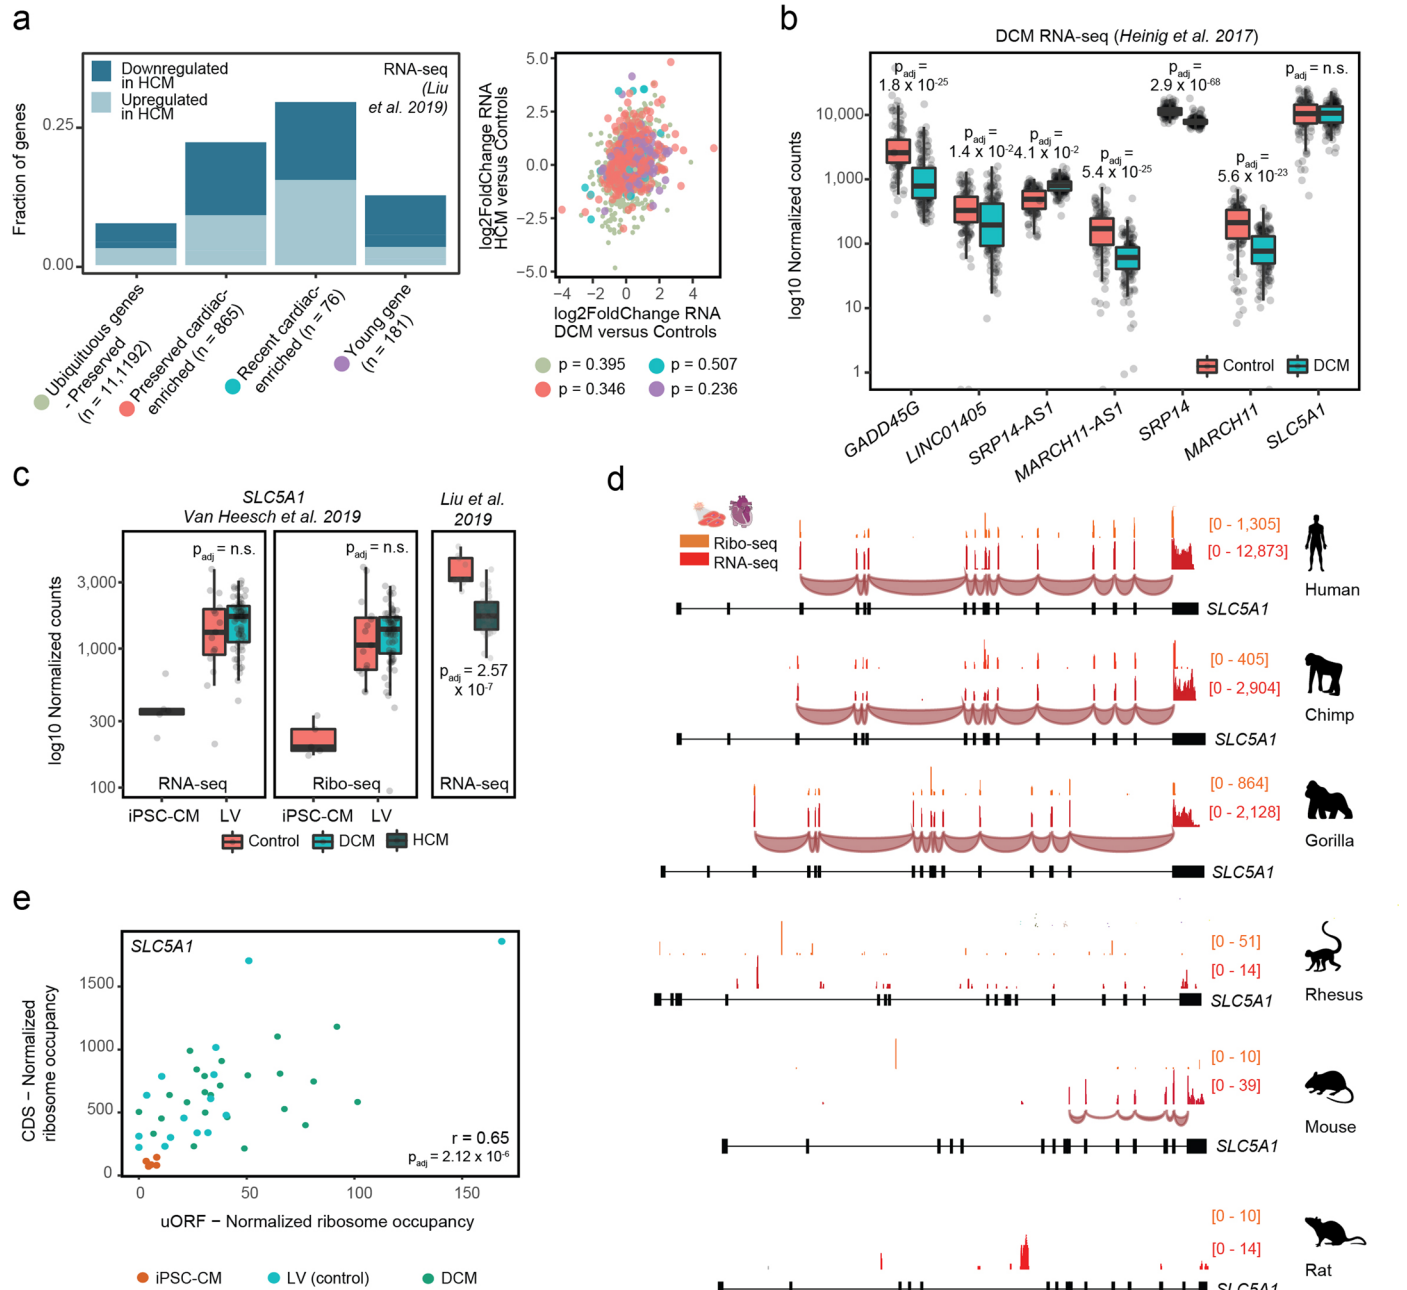 a
Downregulated
in HCM
Upregulated
in HCM
RNA-seq
(Liu
et al. 2019)
Fraction of genes
0.25
0.00
Ubiquituous genes
- Preserved
(n = 11,1192)
Preserved cardiac-
enriched (n = 865)
Recent cardiac-
enriched (n = 76)
Young gene
(n = 181)
log2FoldChange RNA
HCM versus Controls
5.0
2.5
0.0
−2.5
−5.0
−4 −2 0 2 4
log2FoldChange RNA
DCM versus Controls
p = 0.395
p = 0.507
p = 0.346
p = 0.236
b
DCM RNA-seq (Heinig et al. 2017)
log10 Normalized counts
10,000
1,000
100
10
1
padj =
1.8 x 10-25
padj =
1.4 x 10-2
padj =
4.1 x 10-2
padj =
5.4 x 10-25
padj =
2.9 x 10-68
padj =
5.6 x 10-23
padj = n.s.
Control DCM
GADD45G
LINC01405
SRP14-AS1
MARCH11-AS1
SRP14
MARCH11
SLC5A1
c
SLC5A1
Van Heesch et al. 2019
Liu et al.
2019
log10 Normalized counts
3,000
1,000
300
100
padj = n.s.
padj = n.s.
padj = 2.57
x 10-7
RNA-seq
Ribo-seq
RNA-seq
iPSC-CM LV
iPSC-CM LV
Control DCM HCM
d
Ribo-seq
RNA-seq
[0 - 1,305]
[0 - 12,873]
Human
SLC5A1
[0 - 405]
[0 - 2,904]
Chimp
SLC5A1
[0 - 864]
[0 - 2,128]
Gorilla
SLC5A1
[0 - 51]
[0 - 14]
Rhesus
SLC5A1
[0 - 10]
[0 - 39]
Mouse
SLC5A1
[0 - 10]
[0 - 14]
Rat
SLC5A1
e
SLC5A1
CDS − Normalized
ribosome occupancy
1500
1000
500
0
r = 0.65
padj = 2.12 x 10-6
0 50 100 150
uORF − Normalized ribosome occupancy
iPSC-CM LV (control) DCM